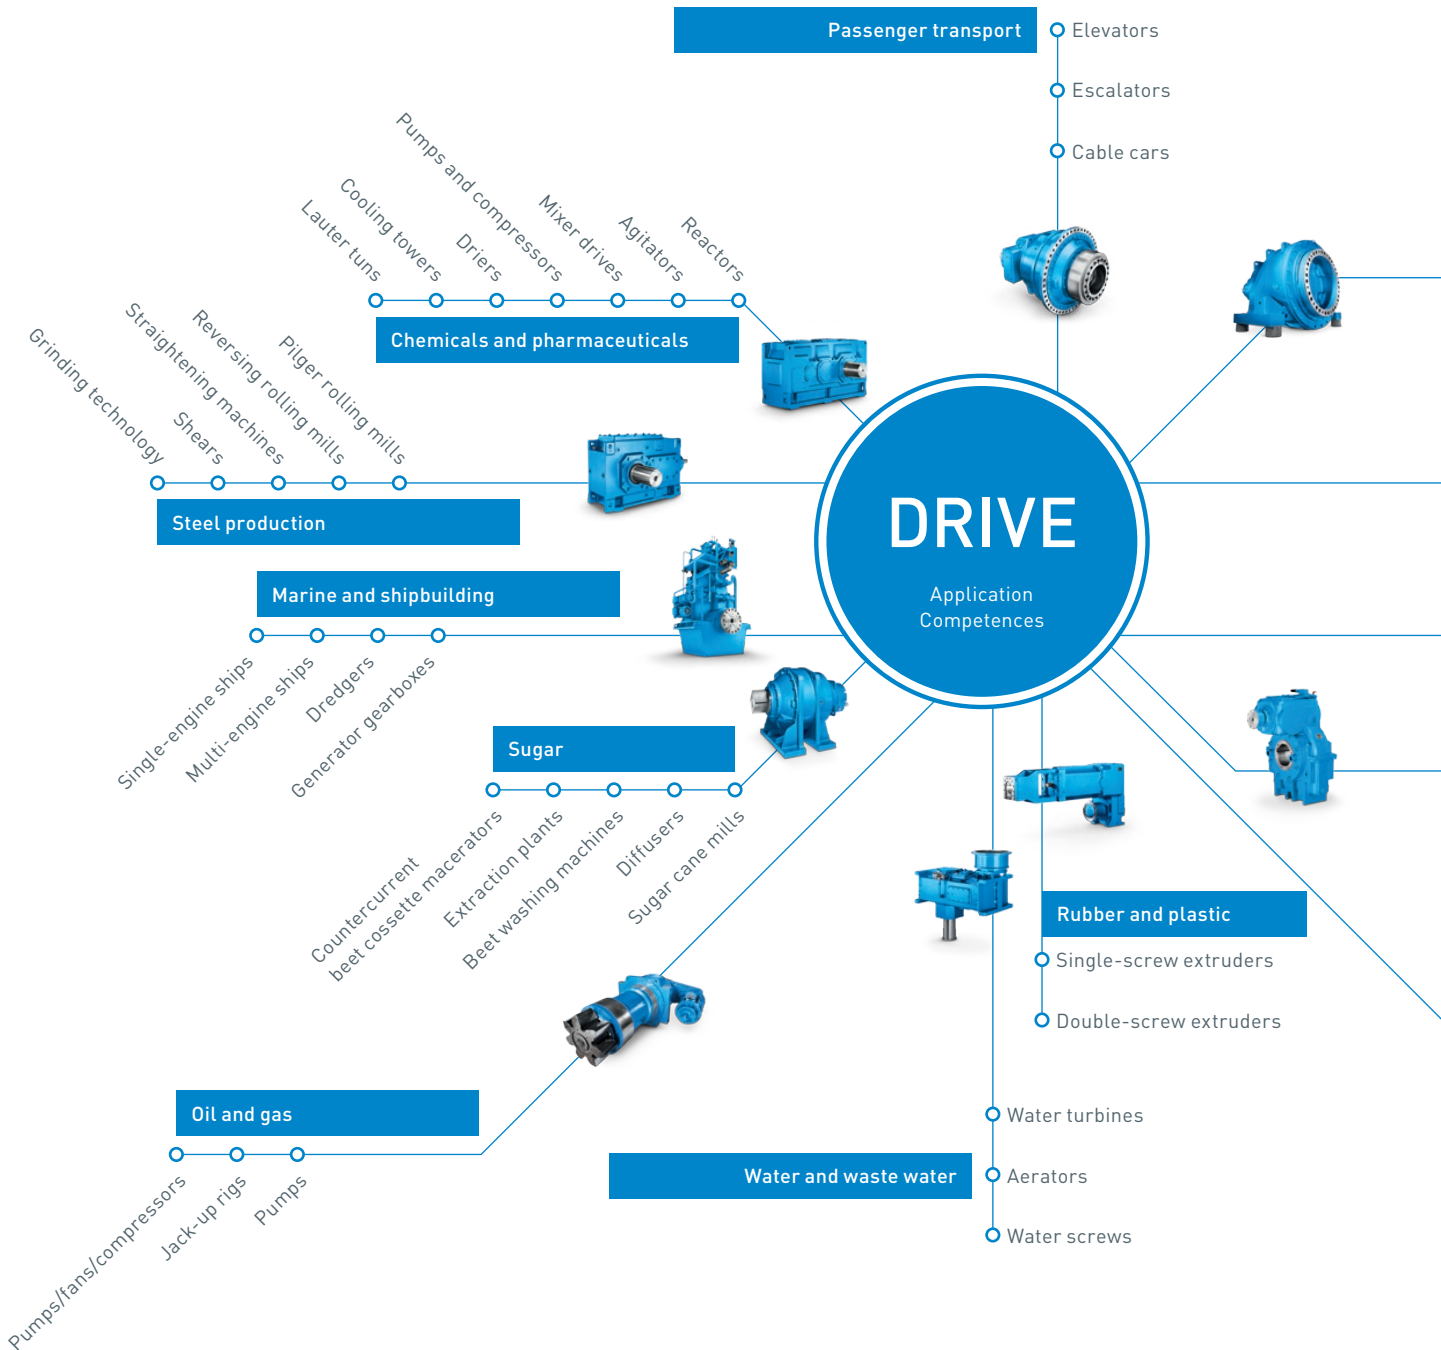 Passenger transport
Elevators
Escalators
Cable cars
Lauter tuns
Cooling towers
Driers
Pumps and compressors
Mixer drives
Agitators
Reactors
Chemicals and pharmaceuticals
Grinding technology
Shears
Straightening machines
Reversing rolling mills
Pilger rolling mills
Steel production
DRIVE
Application
Competences
Marine and shipbuilding
Single-engine ships
Multi-engine ships
Dredgers
Generator gearboxes
Sugar
Countercurrent
beet cossette macerators
Extraction plants
Beet washing machines
Diffusers
Sugar cane mills
Rubber and plastic
Single-screw extruders
Double-screw extruders
Oil and gas
Pumps/fans/compressors
Jack-up rigs
Pumps
Water and waste water
Water turbines
Aerators
Water screws